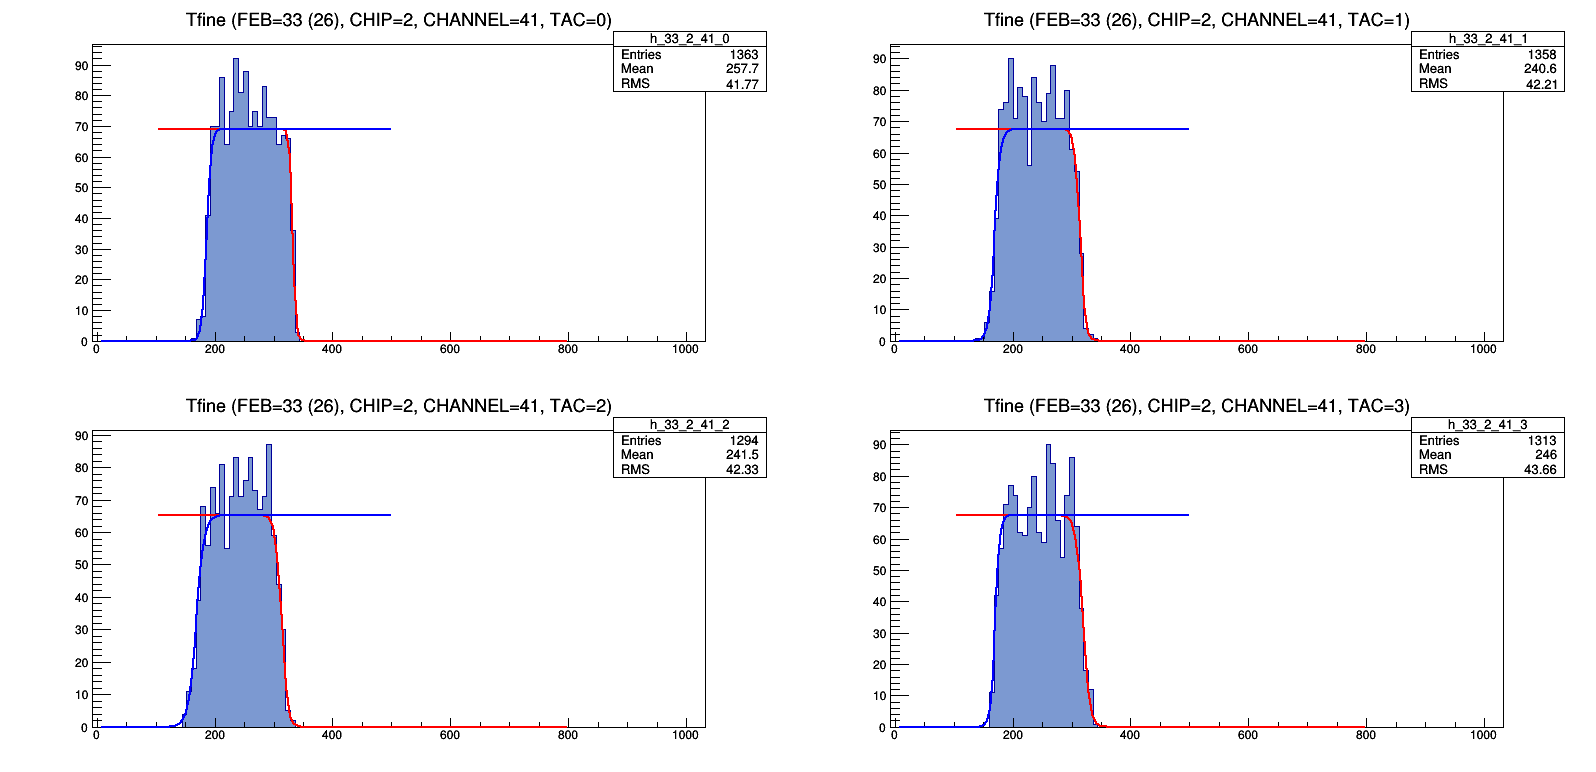 Tfine (FEB=33 (26), CHIP=2, CHANNEL=41, TAC=0)
h_33_2_41_0
Entries 1363
Mean 257.7
RMS 41.77
90
80
70
60
50
40
30
20
10
0
0 200 400 600 800 1000
Tfine (FEB=33 (26), CHIP=2, CHANNEL=41, TAC=1)
h_33_2_41_1
Entries 1358
Mean 240.6
RMS 42.21
90
80
70
60
50
40
30
20
10
0
0 200 400 600 800 1000
Tfine (FEB=33 (26), CHIP=2, CHANNEL=41, TAC=2)
h_33_2_41_2
Entries 1294
Mean 241.5
RMS 42.33
90
80
70
60
50
40
30
20
10
0
0 200 400 600 800 1000
Tfine (FEB=33 (26), CHIP=2, CHANNEL=41, TAC=3)
h_33_2_41_3
Entries 1313
Mean 246
RMS 43.66
90
80
70
60
50
40
30
20
10
0
0 200 400 600 800 1000